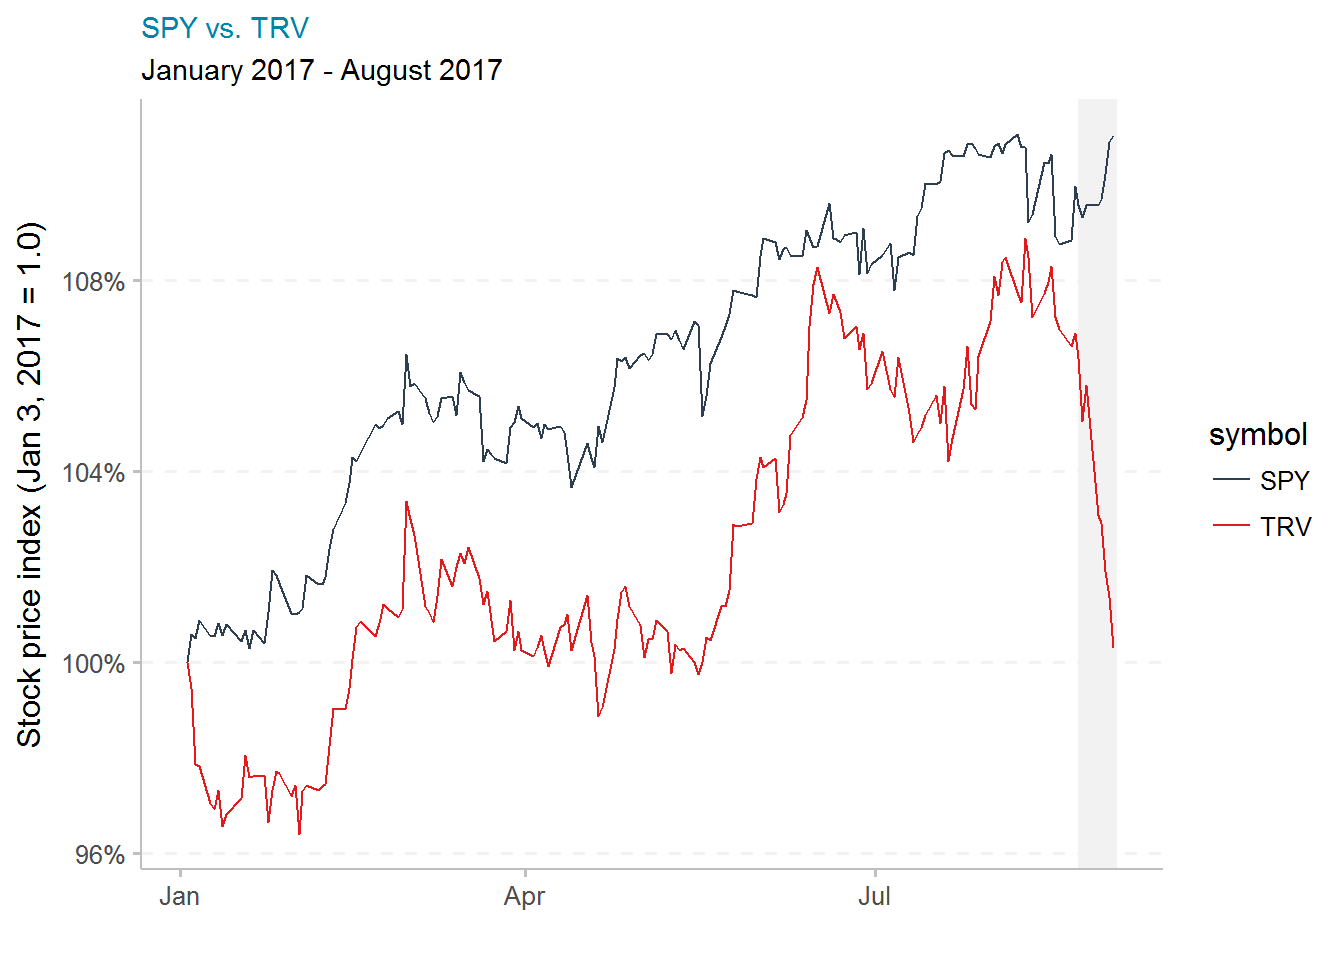 SPY vs. TRV
January 2017 - August 2017
Stock price index (Jan 3, 2017 = 1.0)
108%
104%
100%
96%
Jan
Apr
Jul
symbol
SPY
TRV